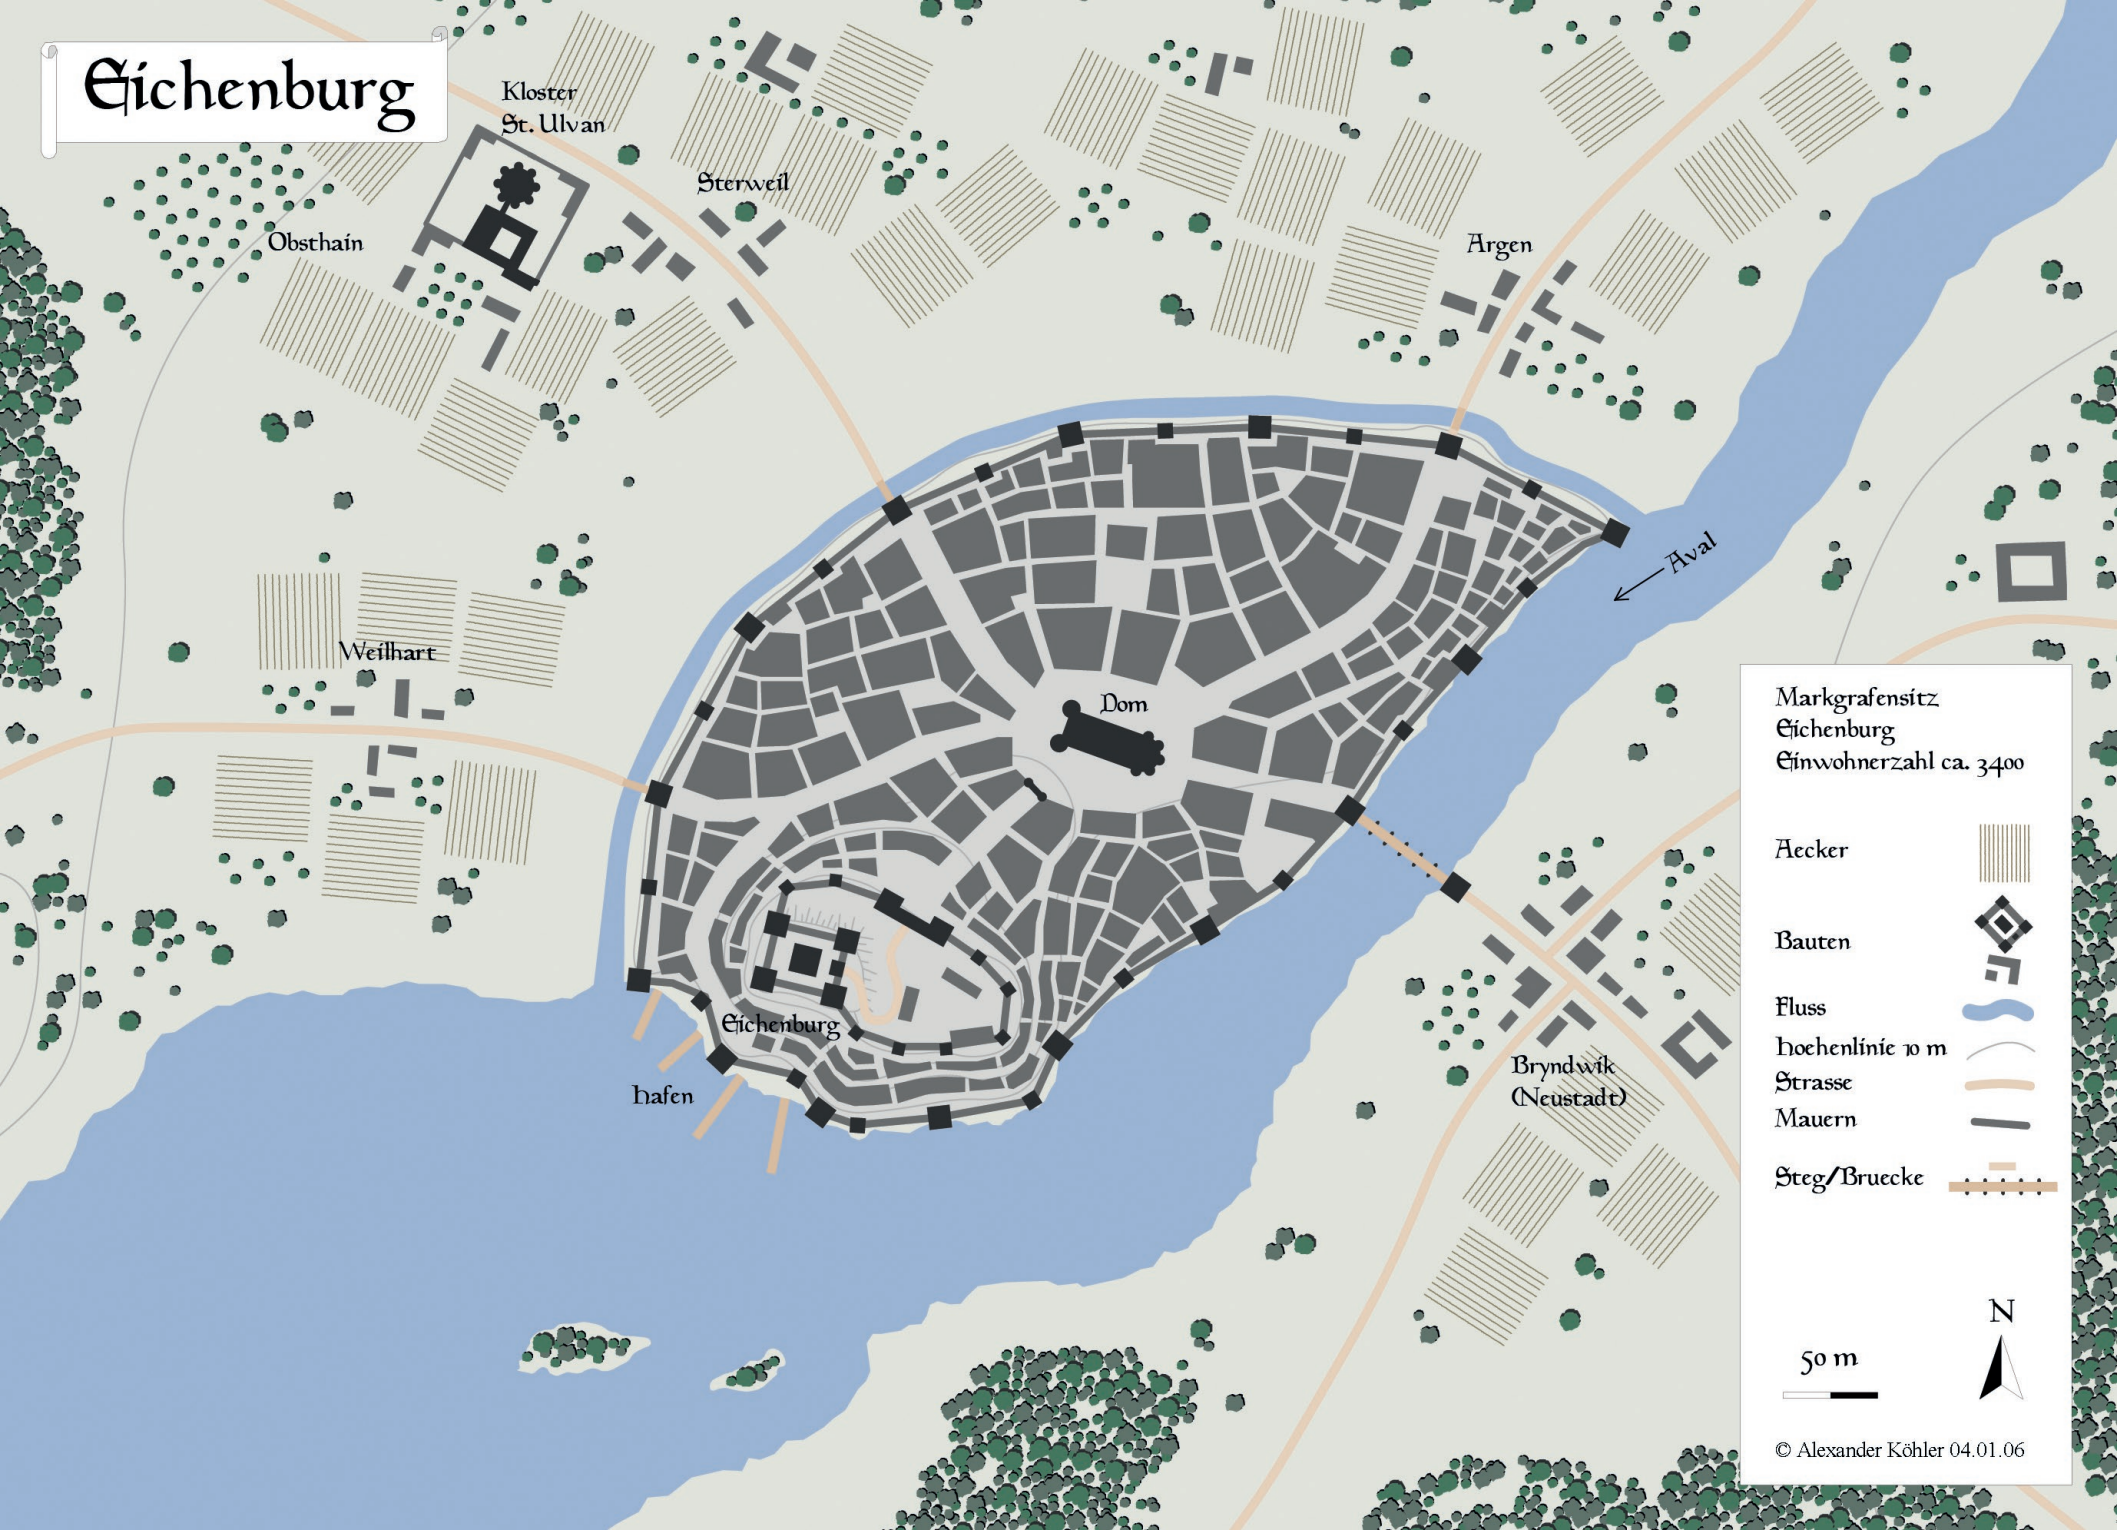 Eichenburg
Kloster
St. Ulvan
Sterweil
Obsthain
Argen
Weilhart
Aval
Dom
Eichenburg
Hafen
Bryndwik
(Neustadt)
Markgrafensitz
Eichenburg
Einwohnerzahl ca. 3400
Aecker
Bauten
Fluss
Hoehenlinie 10 m
Strasse
Mauern
Steg/Bruecke
N
50 m
© Alexander Köhler 04.01.06